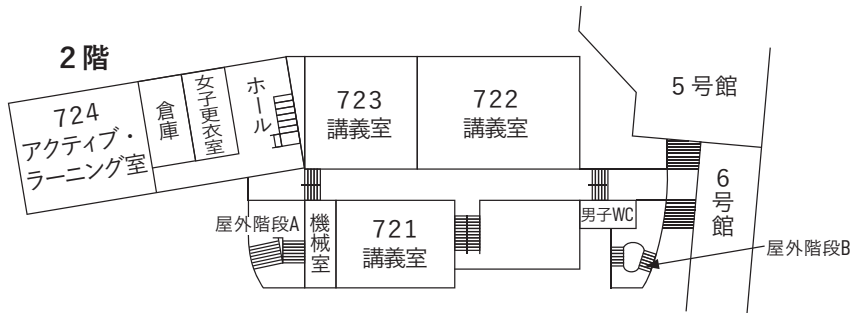 2階
724
アクティブ・
ラーニング室
倉庫
女子更衣室
ホール
723
講義室
722
講義室
5号館
6号館
屋外階段A
機械室
721
講義室
男子WC
屋外階段B